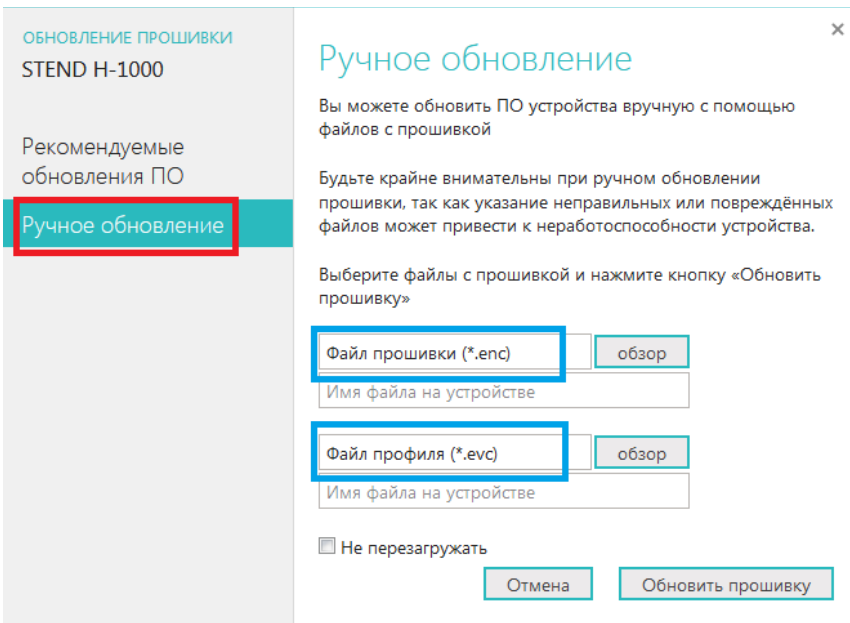 ОБНОВЛЕНИЕ ПРОШИВКИ
STEND H-1000
Рекомендуемые
обновления ПО
Ручное обновление
Ручное обновление
Вы можете обновить ПО устройства вручную с помощью
файлов с прошивкой
Будьте крайне внимательны при ручном обновлении
прошивки, так как указание неправильных или повреждённых
файлов может привести к неработоспособности устройства.
Выберите файлы с прошивкой и нажмите кнопку «Обновить
прошивку»
Файл прошивки (*.enc) обзор
Имя файла на устройстве
Файл профиля (*.evc) обзор
Имя файла на устройстве
Не перезагружать
Отмена Обновить прошивку